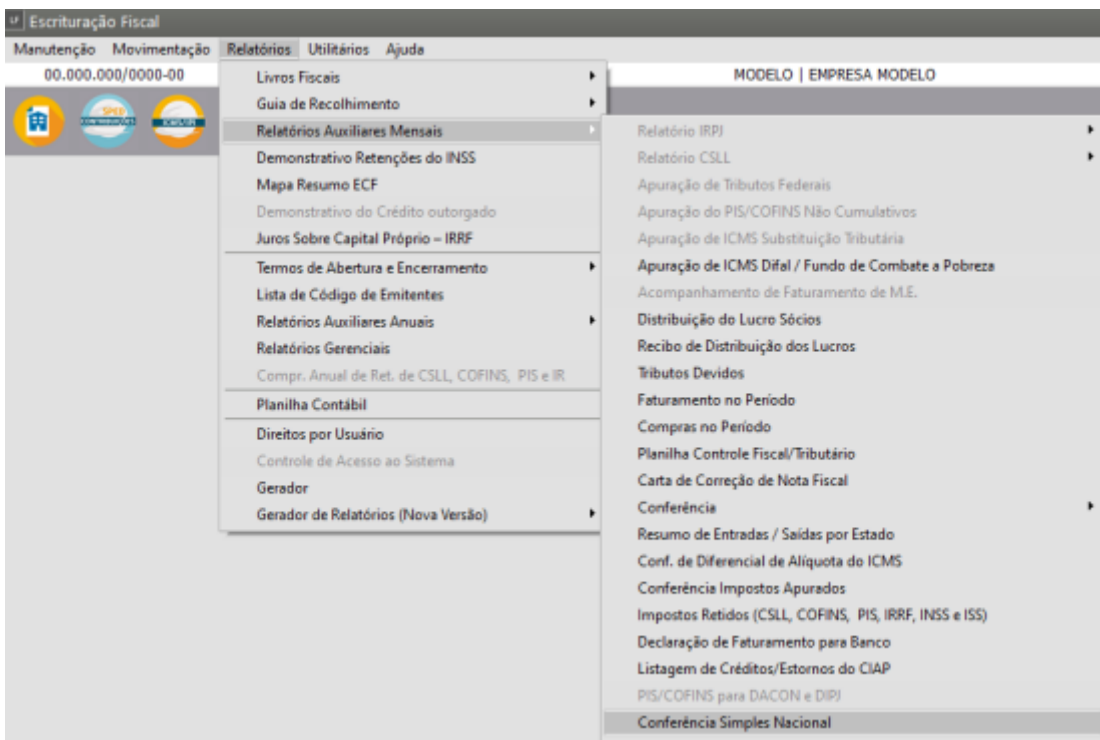 LF Escrituração Fiscal
Manutenção Movimentação Relatórios Utilitários Ajuda
00.000.000/0000-00 MODELO | EMPRESA MODELO
SPED
CONTRIBUIÇÕES
ICMS/IPI
Livros Fiscais
Guia de Recolhimento
Relatórios Auxiliares Mensais
Demonstrativo Retenções do INSS
Mapa Resumo ECF
Demonstrativo do Crédito outorgado
Juros Sobre Capital Próprio – IRRF
Termos de Abertura e Encerramento
Lista de Código de Emitentes
Relatórios Auxiliares Anuais
Relatórios Gerenciais
Compr. Anual de Ret. de CSLL, COFINS, PIS e IR
Planilha Contábil
Direitos por Usuário
Controle de Acesso ao Sistema
Gerador
Gerador de Relatórios (Nova Versão)
Relatório IRPJ
Relatório CSLL
Apuração de Tributos Federais
Apuração do PIS/COFINS Não Cumulativos
Apuração de ICMS Substituição Tributária
Apuração de ICMS Difal / Fundo de Combate a Pobreza
Acompanhamento de Faturamento de M.E.
Distribuição do Lucro Sócios
Recibo de Distribuição dos Lucros
Tributos Devidos
Faturamento no Período
Compras no Período
Planilha Controle Fiscal/Tributário
Carta de Correção de Nota Fiscal
Conferência
Resumo de Entradas / Saídas por Estado
Conf. de Diferencial de Alíquota do ICMS
Conferência Impostos Apurados
Impostos Retidos (CSLL, COFINS, PIS, IRRF, INSS e ISS)
Declaração de Faturamento para Banco
Listagem de Créditos/Estornos do CIAP
PIS/COFINS para DACON e DIPJ
Conferência Simples Nacional